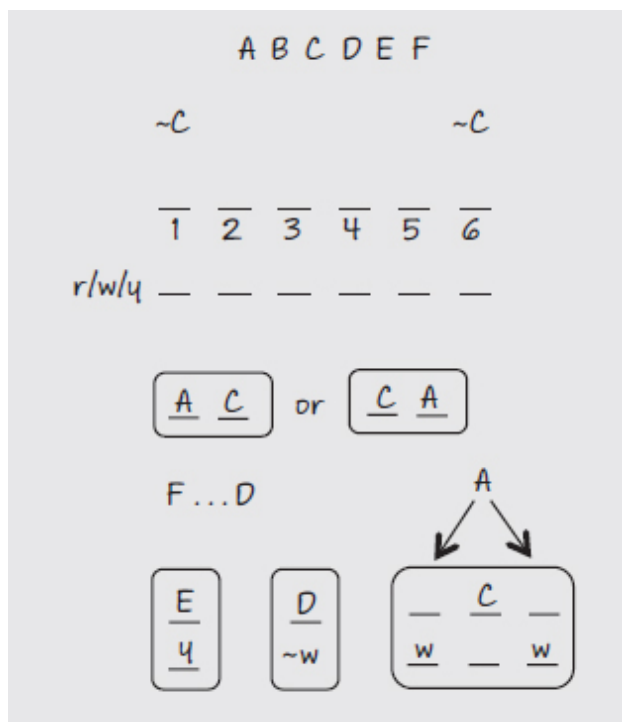 A B C D E F
~C ~C
1 2 3 4 5 6
r/w/y
A C or C A
F...D
A
E D C
y ~w w w